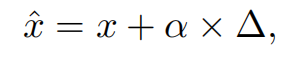 x̂ = x + α × Δ,